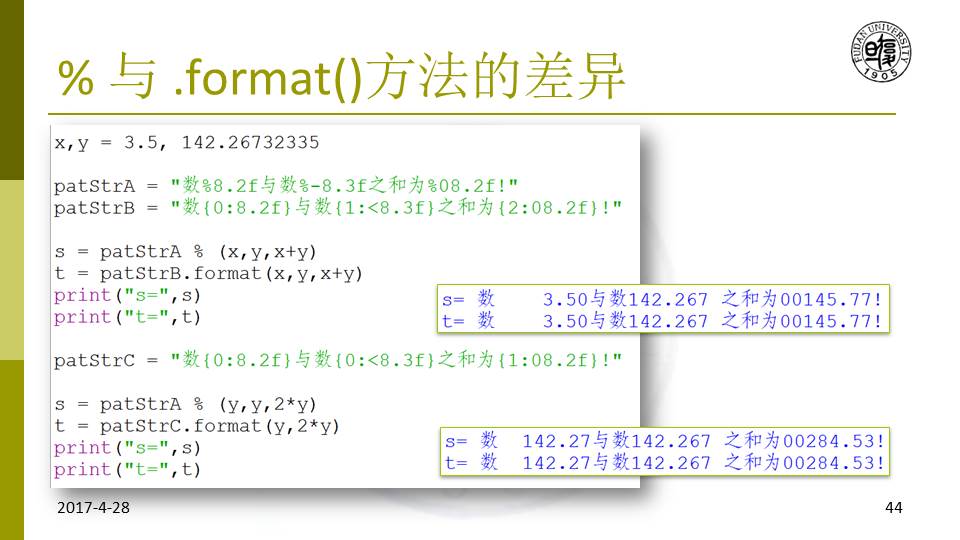 % 与 .format()方法的差异
FUDAN UNIVERSITY
1905
x,y = 3.5, 142.26732335
patStrA = "数%8.2f与数%-8.3f之和为%08.2f!"
patStrB = "数{0:8.2f}与数{1:<8.3f}之和为{2:08.2f}!"
s = patStrA % (x,y,x+y)
t = patStrB.format(x,y,x+y)
print("s=",s)
print("t=",t)
s= 数    3.50与数142.267 之和为00145.77!
t= 数    3.50与数142.267 之和为00145.77!
patStrC = "数{0:8.2f}与数{0:<8.3f}之和为{1:08.2f}!"
s = patStrA % (y,y,2*y)
t = patStrC.format(y,2*y)
print("s=",s)
print("t=",t)
s= 数  142.27与数142.267 之和为00284.53!
t= 数  142.27与数142.267 之和为00284.53!
2017-4-28
44